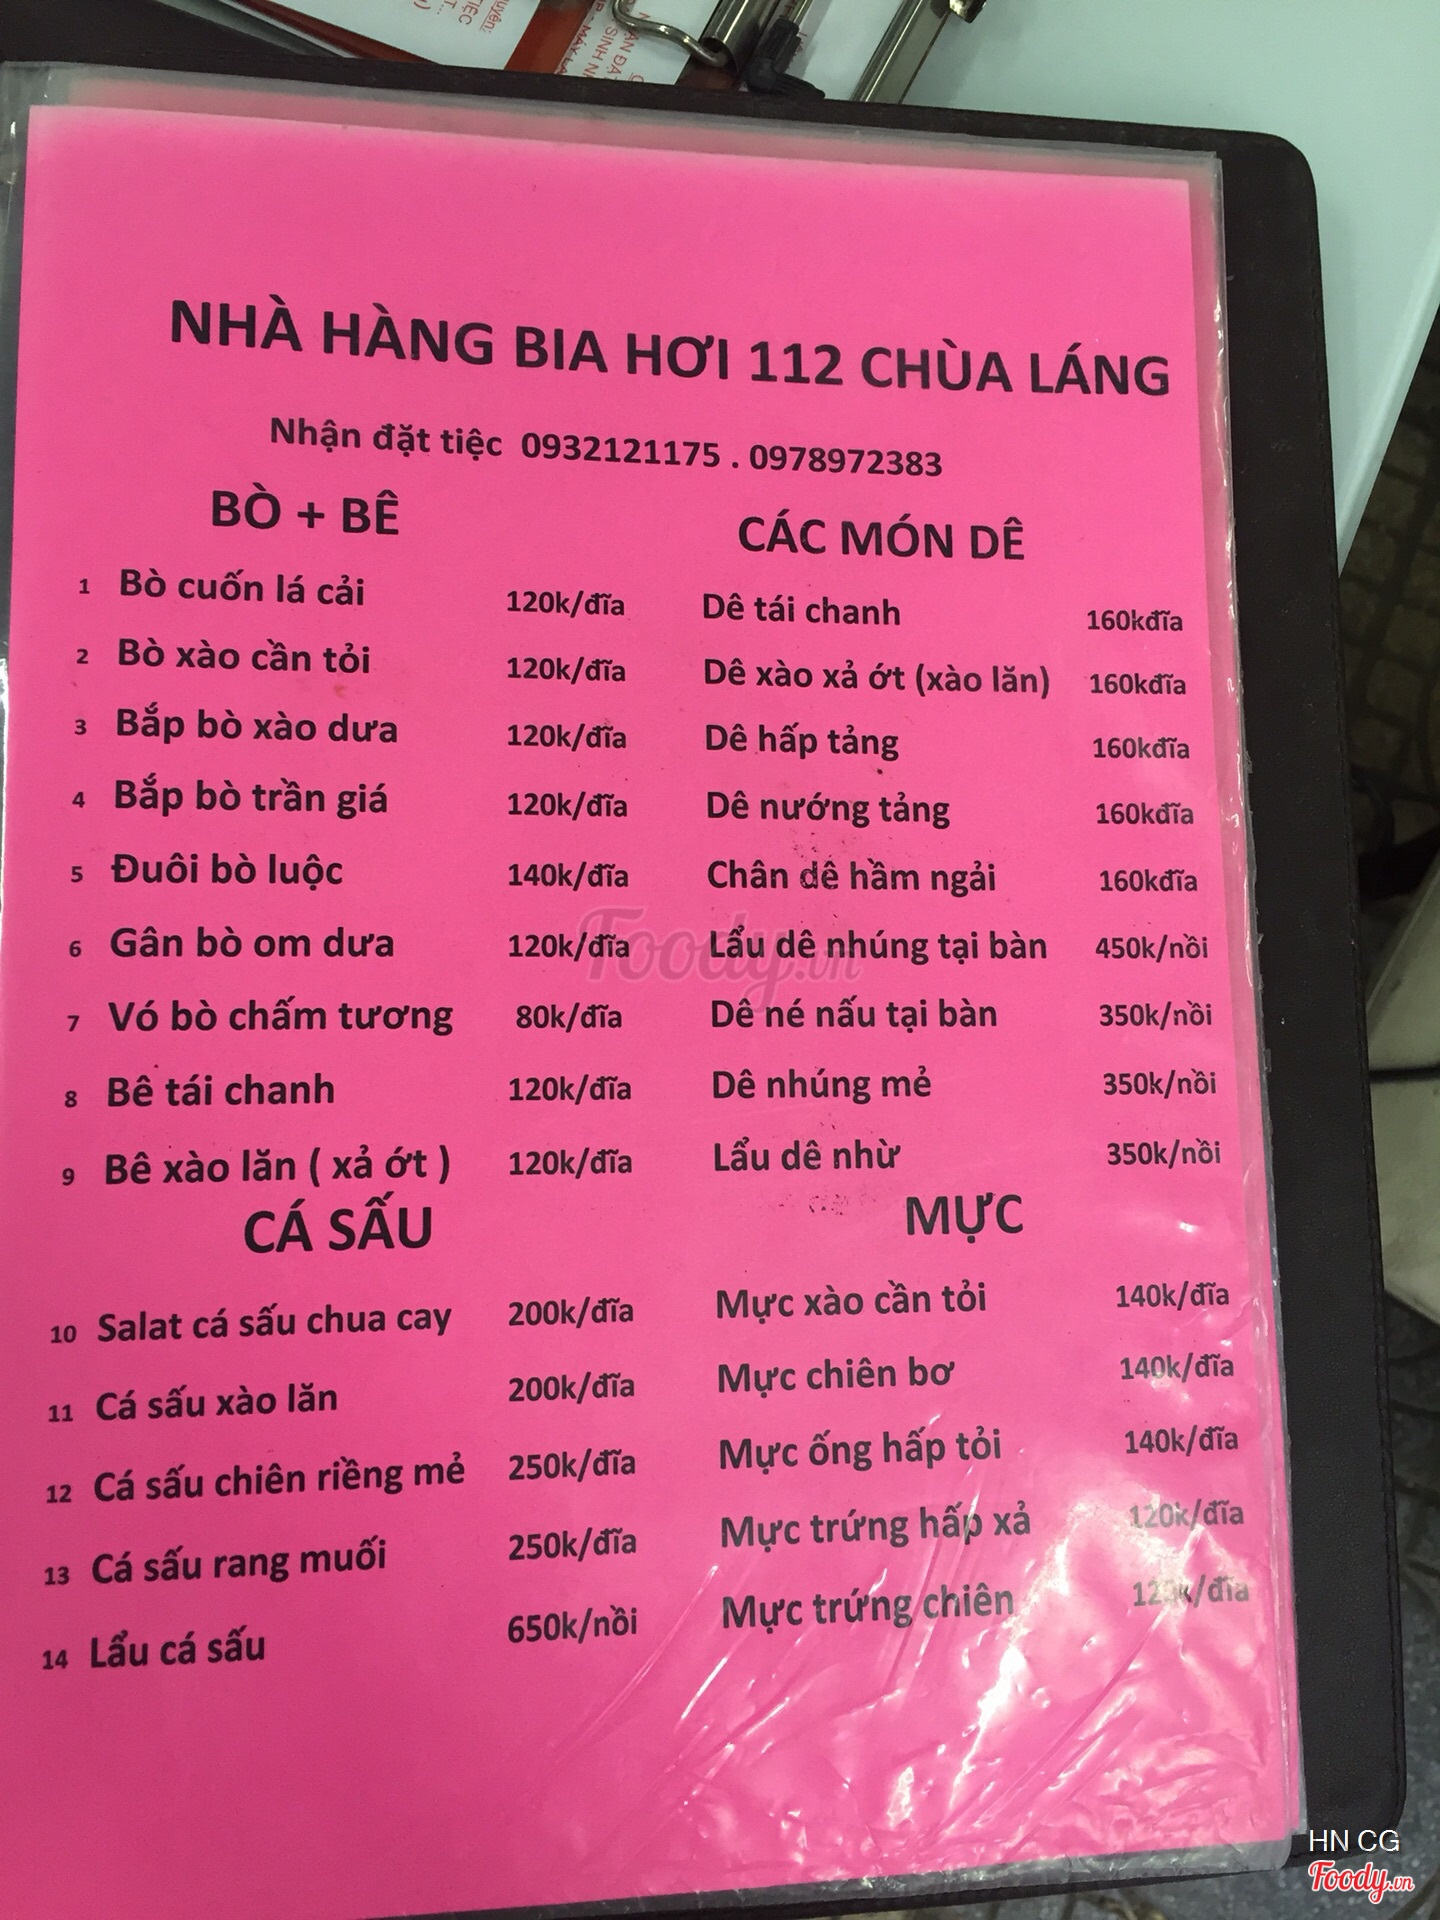 NHÀ HÀNG BIA HƠI 112 CHÙA LÁNG
Nhận đặt tiệc 0932121175 . 0978972383
BÒ + BÊ
1 Bò cuốn lá cải 120k/đĩa
2 Bò xào cần tỏi 120k/đĩa
3 Bắp bò xào dưa 120k/đĩa
4 Bắp bò trần giá 120k/đĩa
5 Đuôi bò luộc 140k/đĩa
6 Gân bò om dưa 120k/đĩa
7 Vó bò chấm tương 80k/đĩa
8 Bê tái chanh 120k/đĩa
9 Bê xào lăn ( xả ớt ) 120k/đĩa
CÁ SẤU
10 Salat cá sấu chua cay 200k/đĩa
11 Cá sấu xào lăn 200k/đĩa
12 Cá sấu chiên riềng mẻ 250k/đĩa
13 Cá sấu rang muối 250k/đĩa
14 Lẩu cá sấu 650k/nồi
CÁC MÓN DÊ
Dê tái chanh 160kđĩa
Dê xào xả ớt (xào lăn) 160kđĩa
Dê hấp tảng 160kđĩa
Dê nướng tảng 160kđĩa
Chân dê hầm ngải 160kđĩa
Lẩu dê nhúng tại bàn 450k/nồi
Dê né nấu tại bàn 350k/nồi
Dê nhúng mẻ 350k/nồi
Lẩu dê nhừ 350k/nồi
MỰC
Mực xào cần tỏi 140k/đĩa
Mực chiên bơ 140k/đĩa
Mực ống hấp tỏi 140k/đĩa
Mực trứng hấp xả 120k/đĩa
Mực trứng chiên 120k/đĩa
Foody.vn
HN CG
Foody.vn